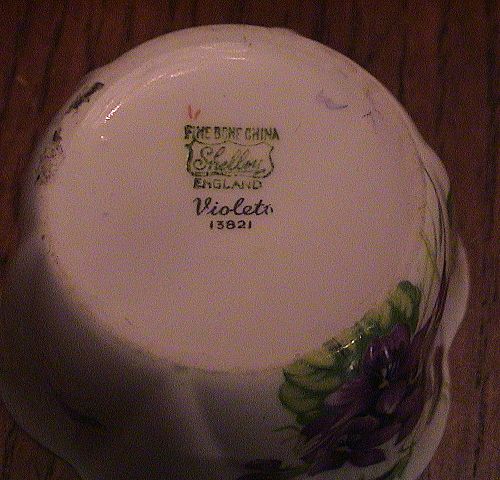 FINE BONE CHINA
Shelley
ENGLAND
Violets
13821